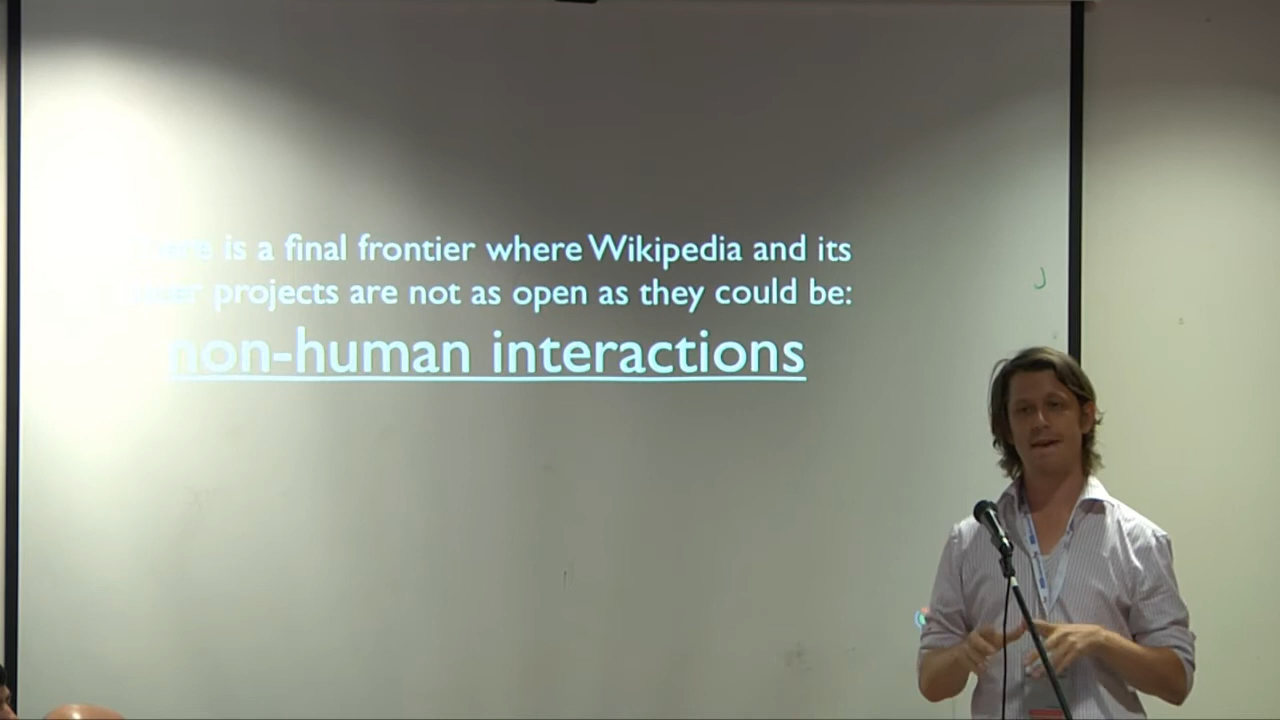 There is a final frontier where Wikipedia and its
projects are not as open as they could be:
non-human interactions